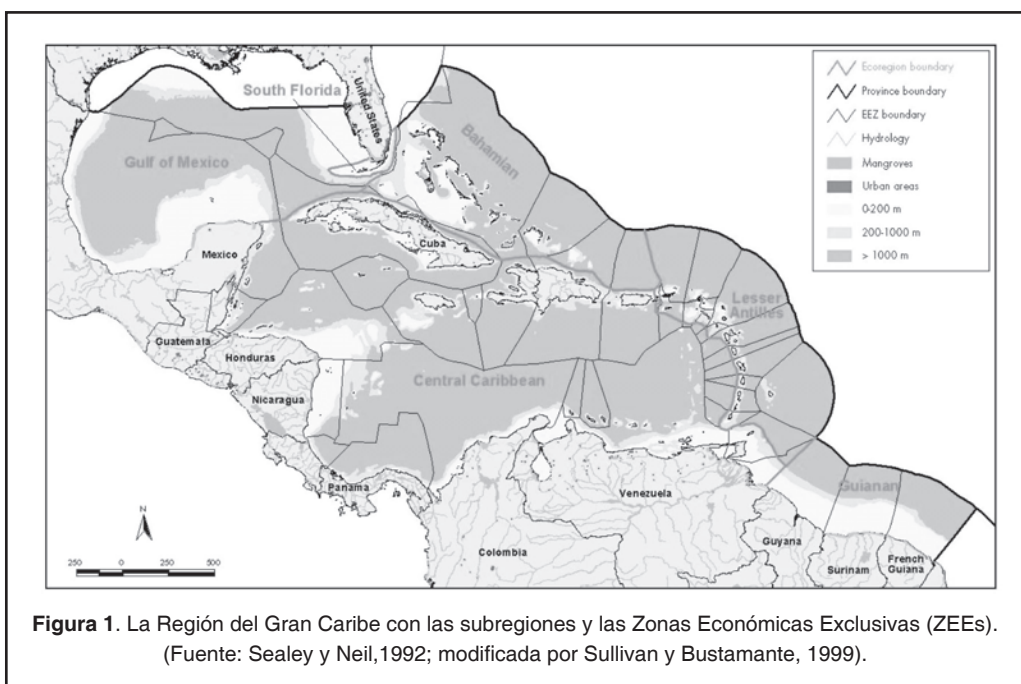 South Florida
United States
Gulf of Mexico
Bahamian
Mexico
Cuba
Lesser
Antilles
Guatemala
Honduras
Nicaragua
Central Caribbean
Panama
Venezuela
Colombia
Guianan
Guyana
Surinam
French
Guiana
N
250 0 250 500
Ecoregion boundary
Province boundary
EEZ boundary
Hydrology
Mangroves
Urban areas
0-200 m
200-1000 m
> 1000 m
Figura 1. La Región del Gran Caribe con las subregiones y las Zonas Económicas Exclusivas (ZEEs).
(Fuente: Sealey y Neil,1992; modificada por Sullivan y Bustamante, 1999).